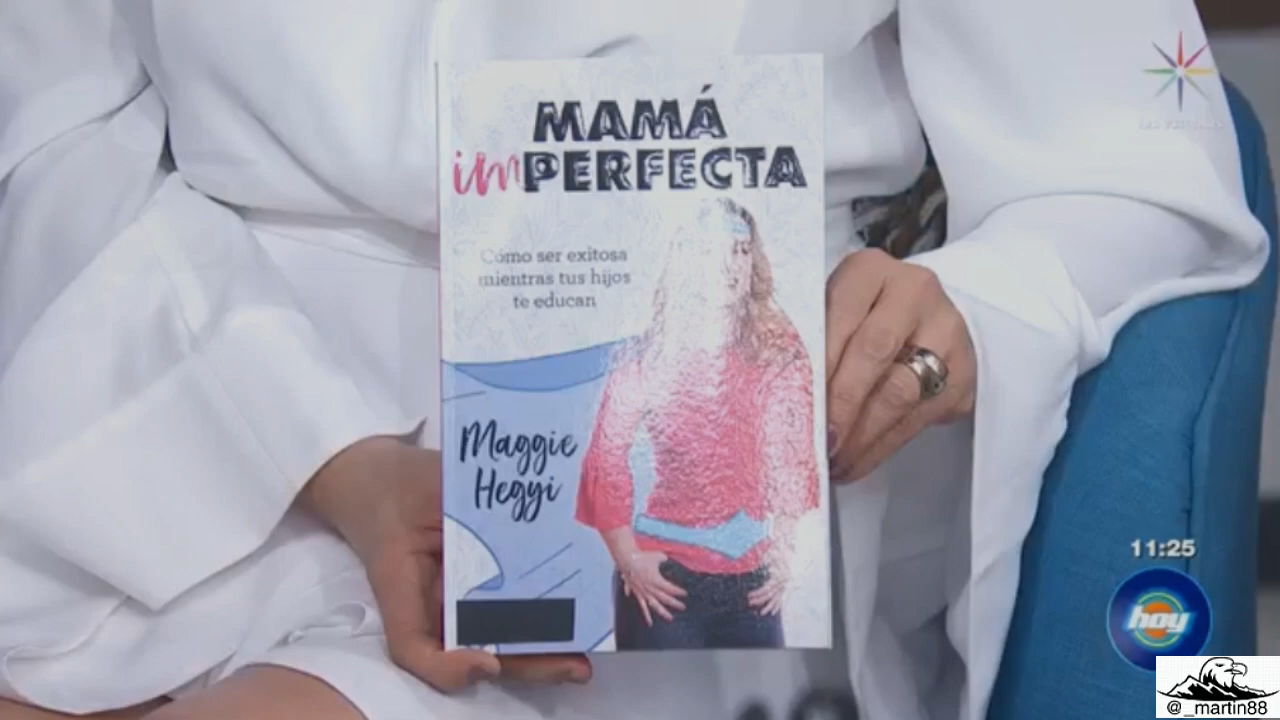 MAMÁ
imPERFECTA
Cómo ser exitosa
mientras tus hijos
te educan
Maggie
Hegyi
11:25
hoy
@_martin88